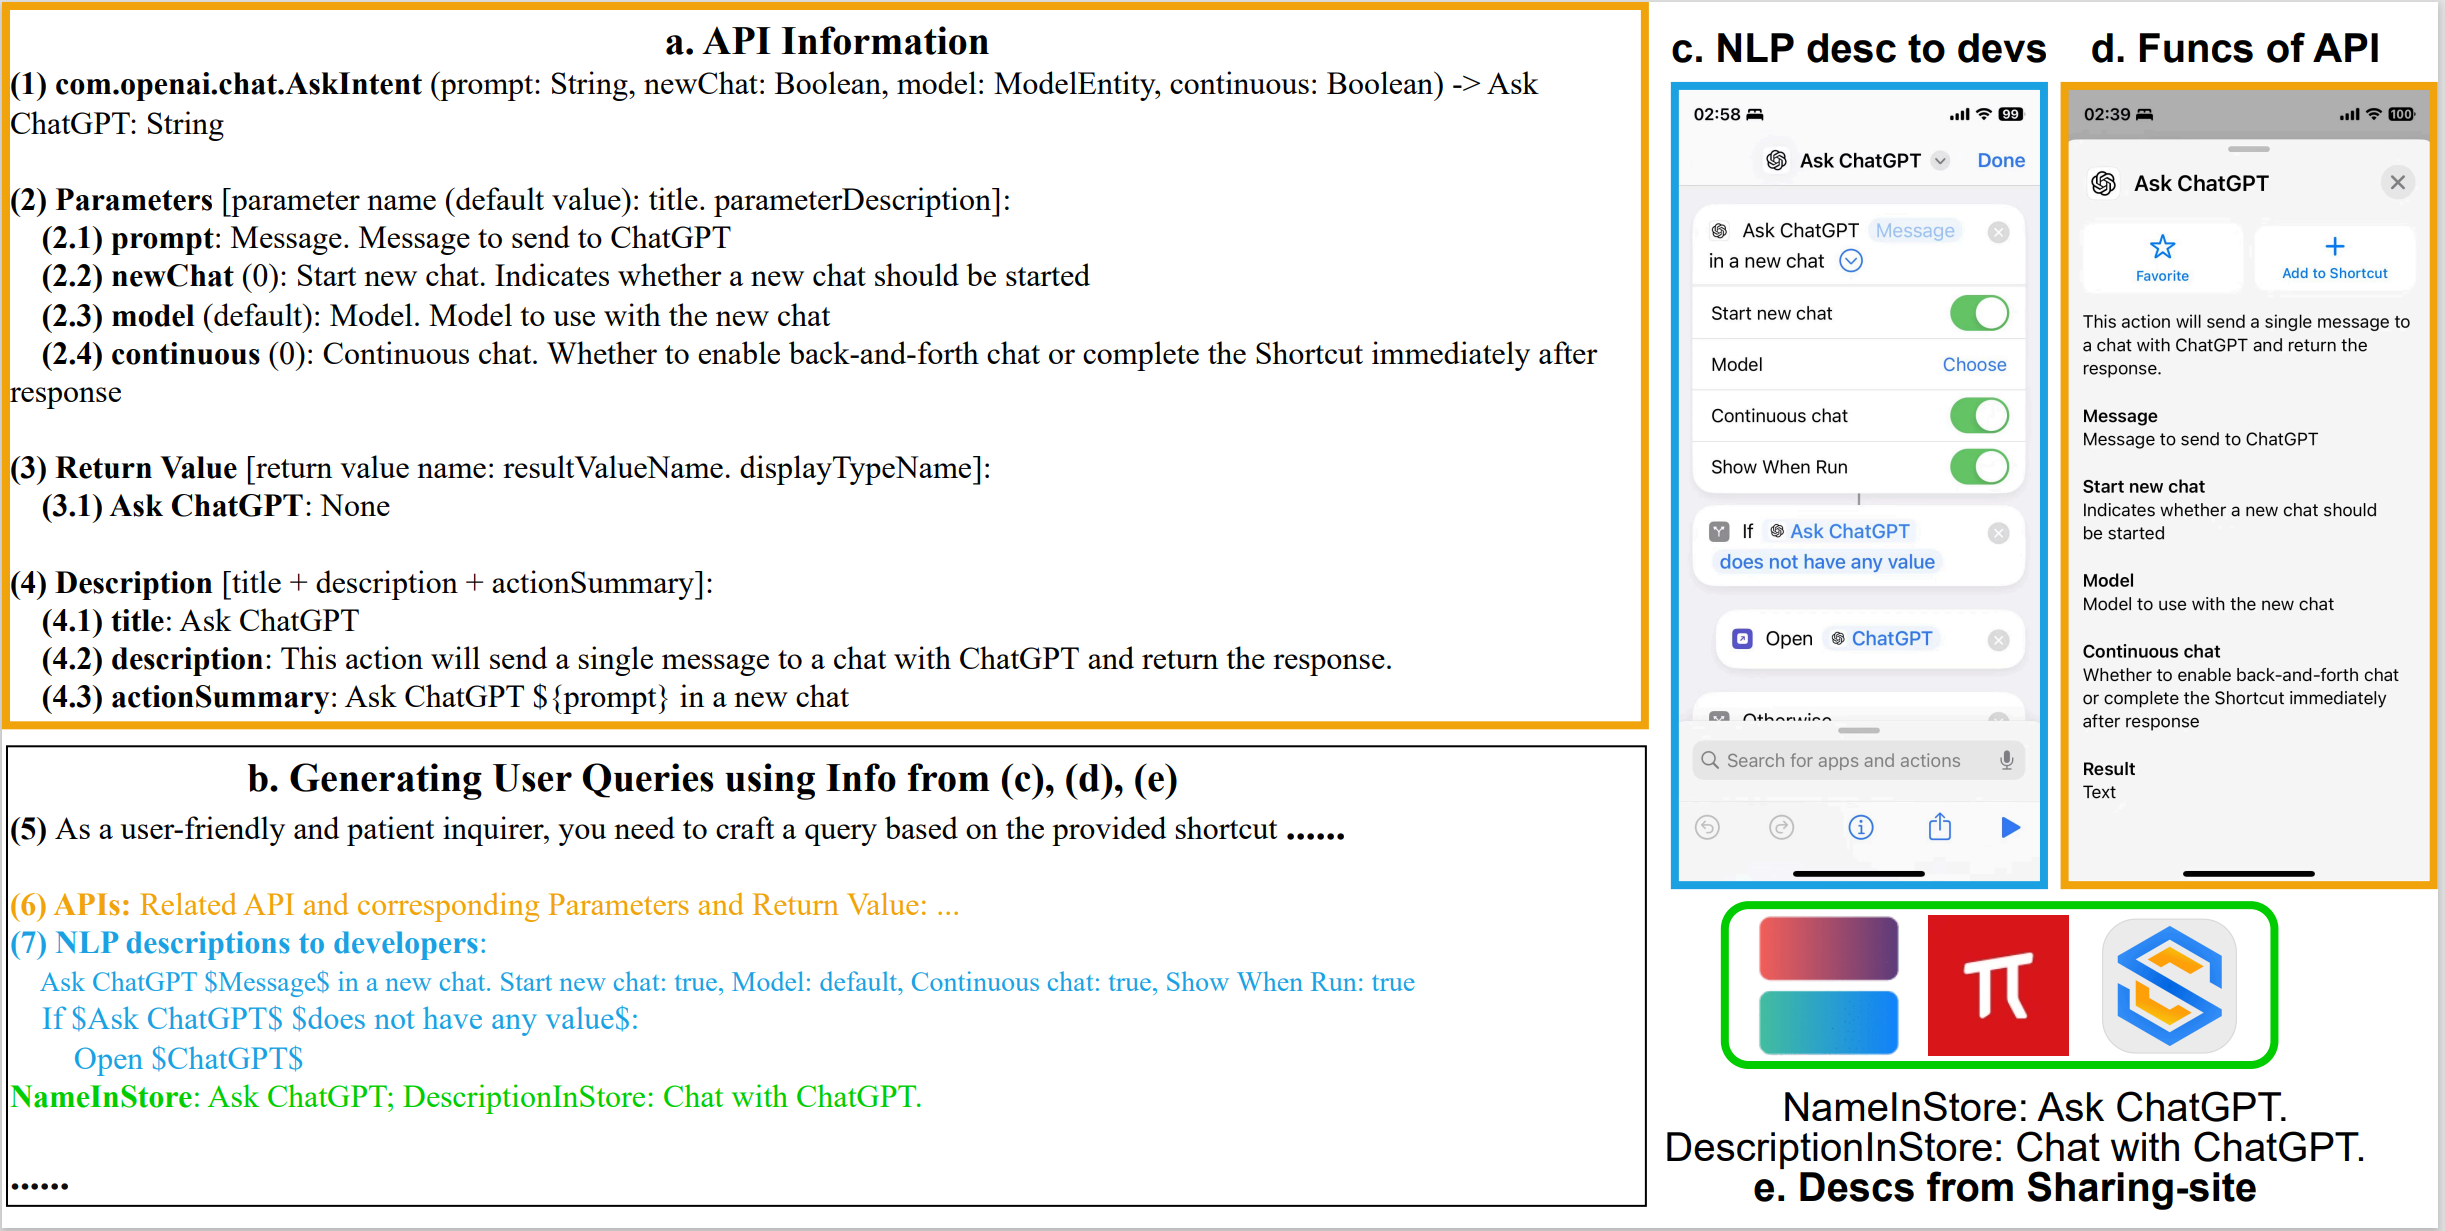 a. API Information
(1) com.openai.chat.AskIntent (prompt: String, newChat: Boolean, model: ModelEntity, continuous: Boolean) -> Ask
ChatGPT: String
(2) Parameters [parameter name (default value): title. parameterDescription]:
(2.1) prompt: Message. Message to send to ChatGPT
(2.2) newChat (0): Start new chat. Indicates whether a new chat should be started
(2.3) model (default): Model. Model to use with the new chat
(2.4) continuous (0): Continuous chat. Whether to enable back-and-forth chat or complete the Shortcut immediately after
response
(3) Return Value [return value name: resultValueName. displayTypeName]:
(3.1) Ask ChatGPT: None
(4) Description [title + description + actionSummary]:
(4.1) title: Ask ChatGPT
(4.2) description: This action will send a single message to a chat with ChatGPT and return the response.
(4.3) actionSummary: Ask ChatGPT ${prompt} in a new chat
b. Generating User Queries using Info from (c), (d), (e)
(5) As a user-friendly and patient inquirer, you need to craft a query based on the provided shortcut ......
(6) APIs: Related API and corresponding Parameters and Return Value: ...
(7) NLP descriptions to developers:
Ask ChatGPT $Message$ in a new chat. Start new chat: true, Model: default, Continuous chat: true, Show When Run: true
If $Ask ChatGPT$ $does not have any value$:
Open $ChatGPT$
NameInStore: Ask ChatGPT; DescriptionInStore: Chat with ChatGPT.
......
c. NLP desc to devs
02:58
99
Ask ChatGPT
Done
Ask ChatGPT Message
in a new chat
Start new chat
Model
Choose
Continuous chat
Show When Run
If Ask ChatGPT
does not have any value
Open ChatGPT
Otherwise
Search for apps and actions
d. Funcs of API
02:39
100
Ask ChatGPT
Favorite
Add to Shortcut
This action will send a single message to
a chat with ChatGPT and return the
response.
Message
Message to send to ChatGPT
Start new chat
Indicates whether a new chat should
be started
Model
Model to use with the new chat
Continuous chat
Whether to enable back-and-forth chat
or complete the Shortcut immediately
after response
Result
Text
NameInStore: Ask ChatGPT.
DescriptionInStore: Chat with ChatGPT.
e. Descs from Sharing-site